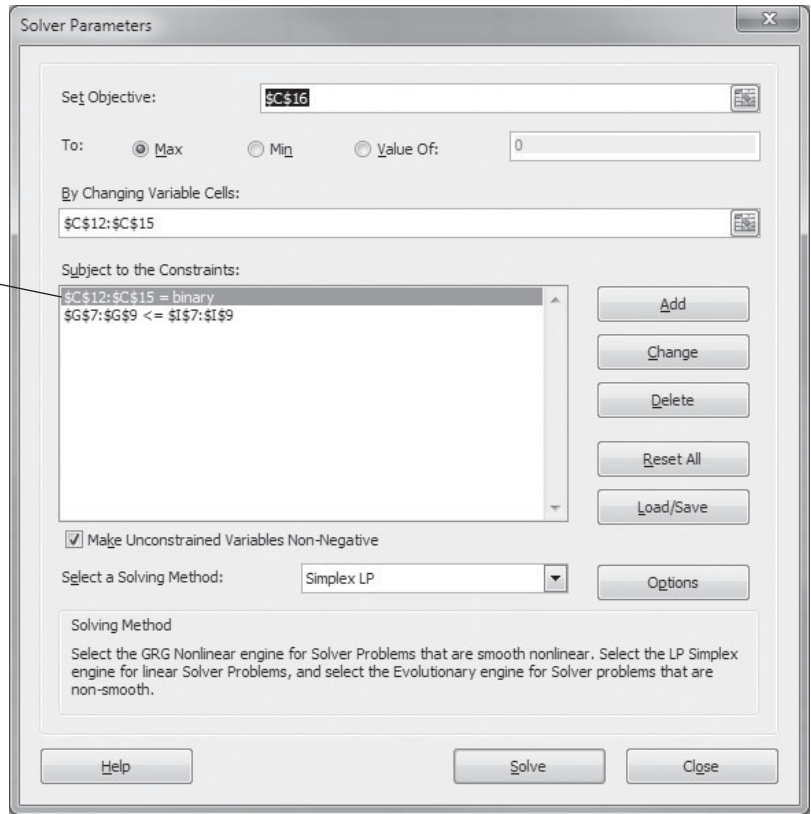 Solver Parameters
x
Set Objective:
$C$16
To:
Max
Min
Value Of:
0
By Changing Variable Cells:
$C$12:$C$15
Subject to the Constraints:
$C$12:$C$15 = binary
$G$7:$G$9 <= $I$7:$I$9
Add
Change
Delete
Reset All
Load/Save
Make Unconstrained Variables Non-Negative
Select a Solving Method:
Simplex LP
Options
Solving Method
Select the GRG Nonlinear engine for Solver Problems that are smooth nonlinear. Select the LP Simplex
engine for linear Solver Problems, and select the Evolutionary engine for Solver problems that are
non-smooth.
Help
Solve
Close